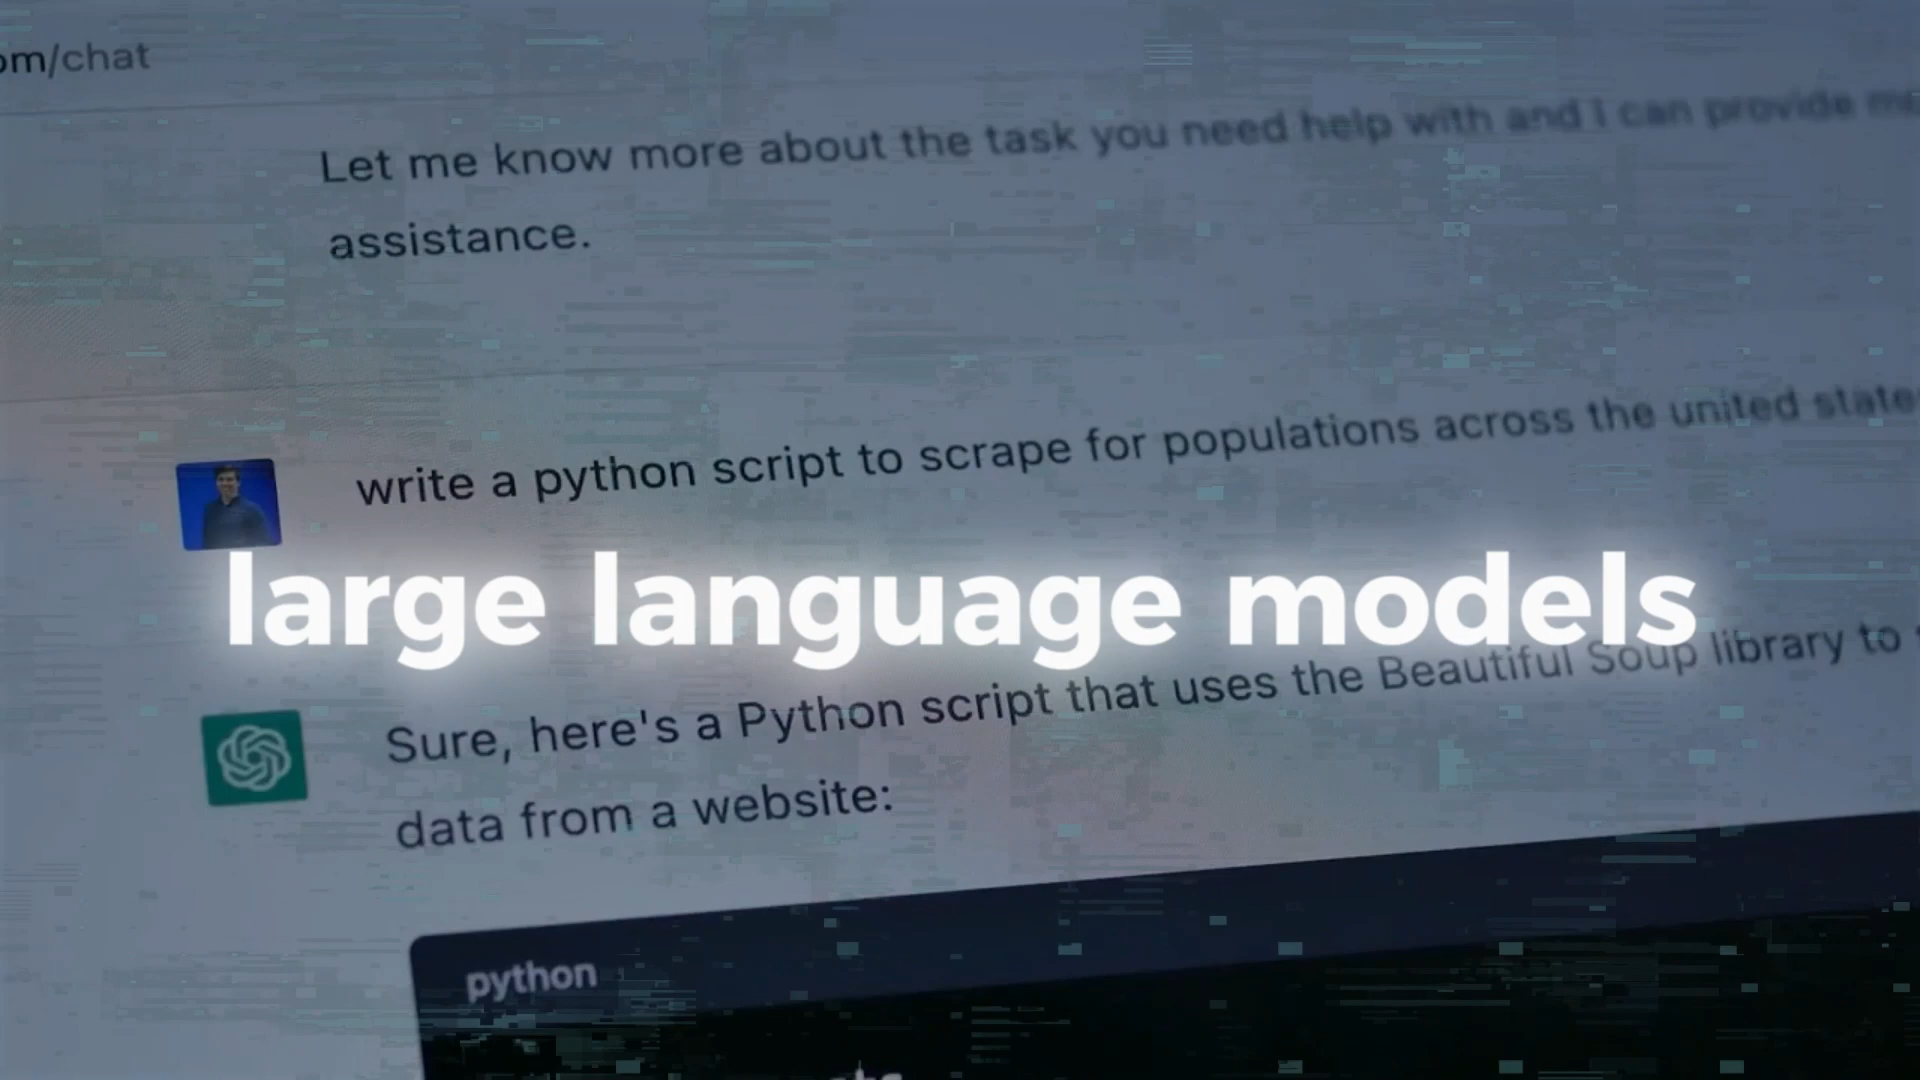 om/chat
Let me know more about the task you need help with and I can provide
assistance.
write a python script to scrape for populations across the united
large language models
Sure, here's a Python script that uses the Beautiful Soup library to
data from a website:
python